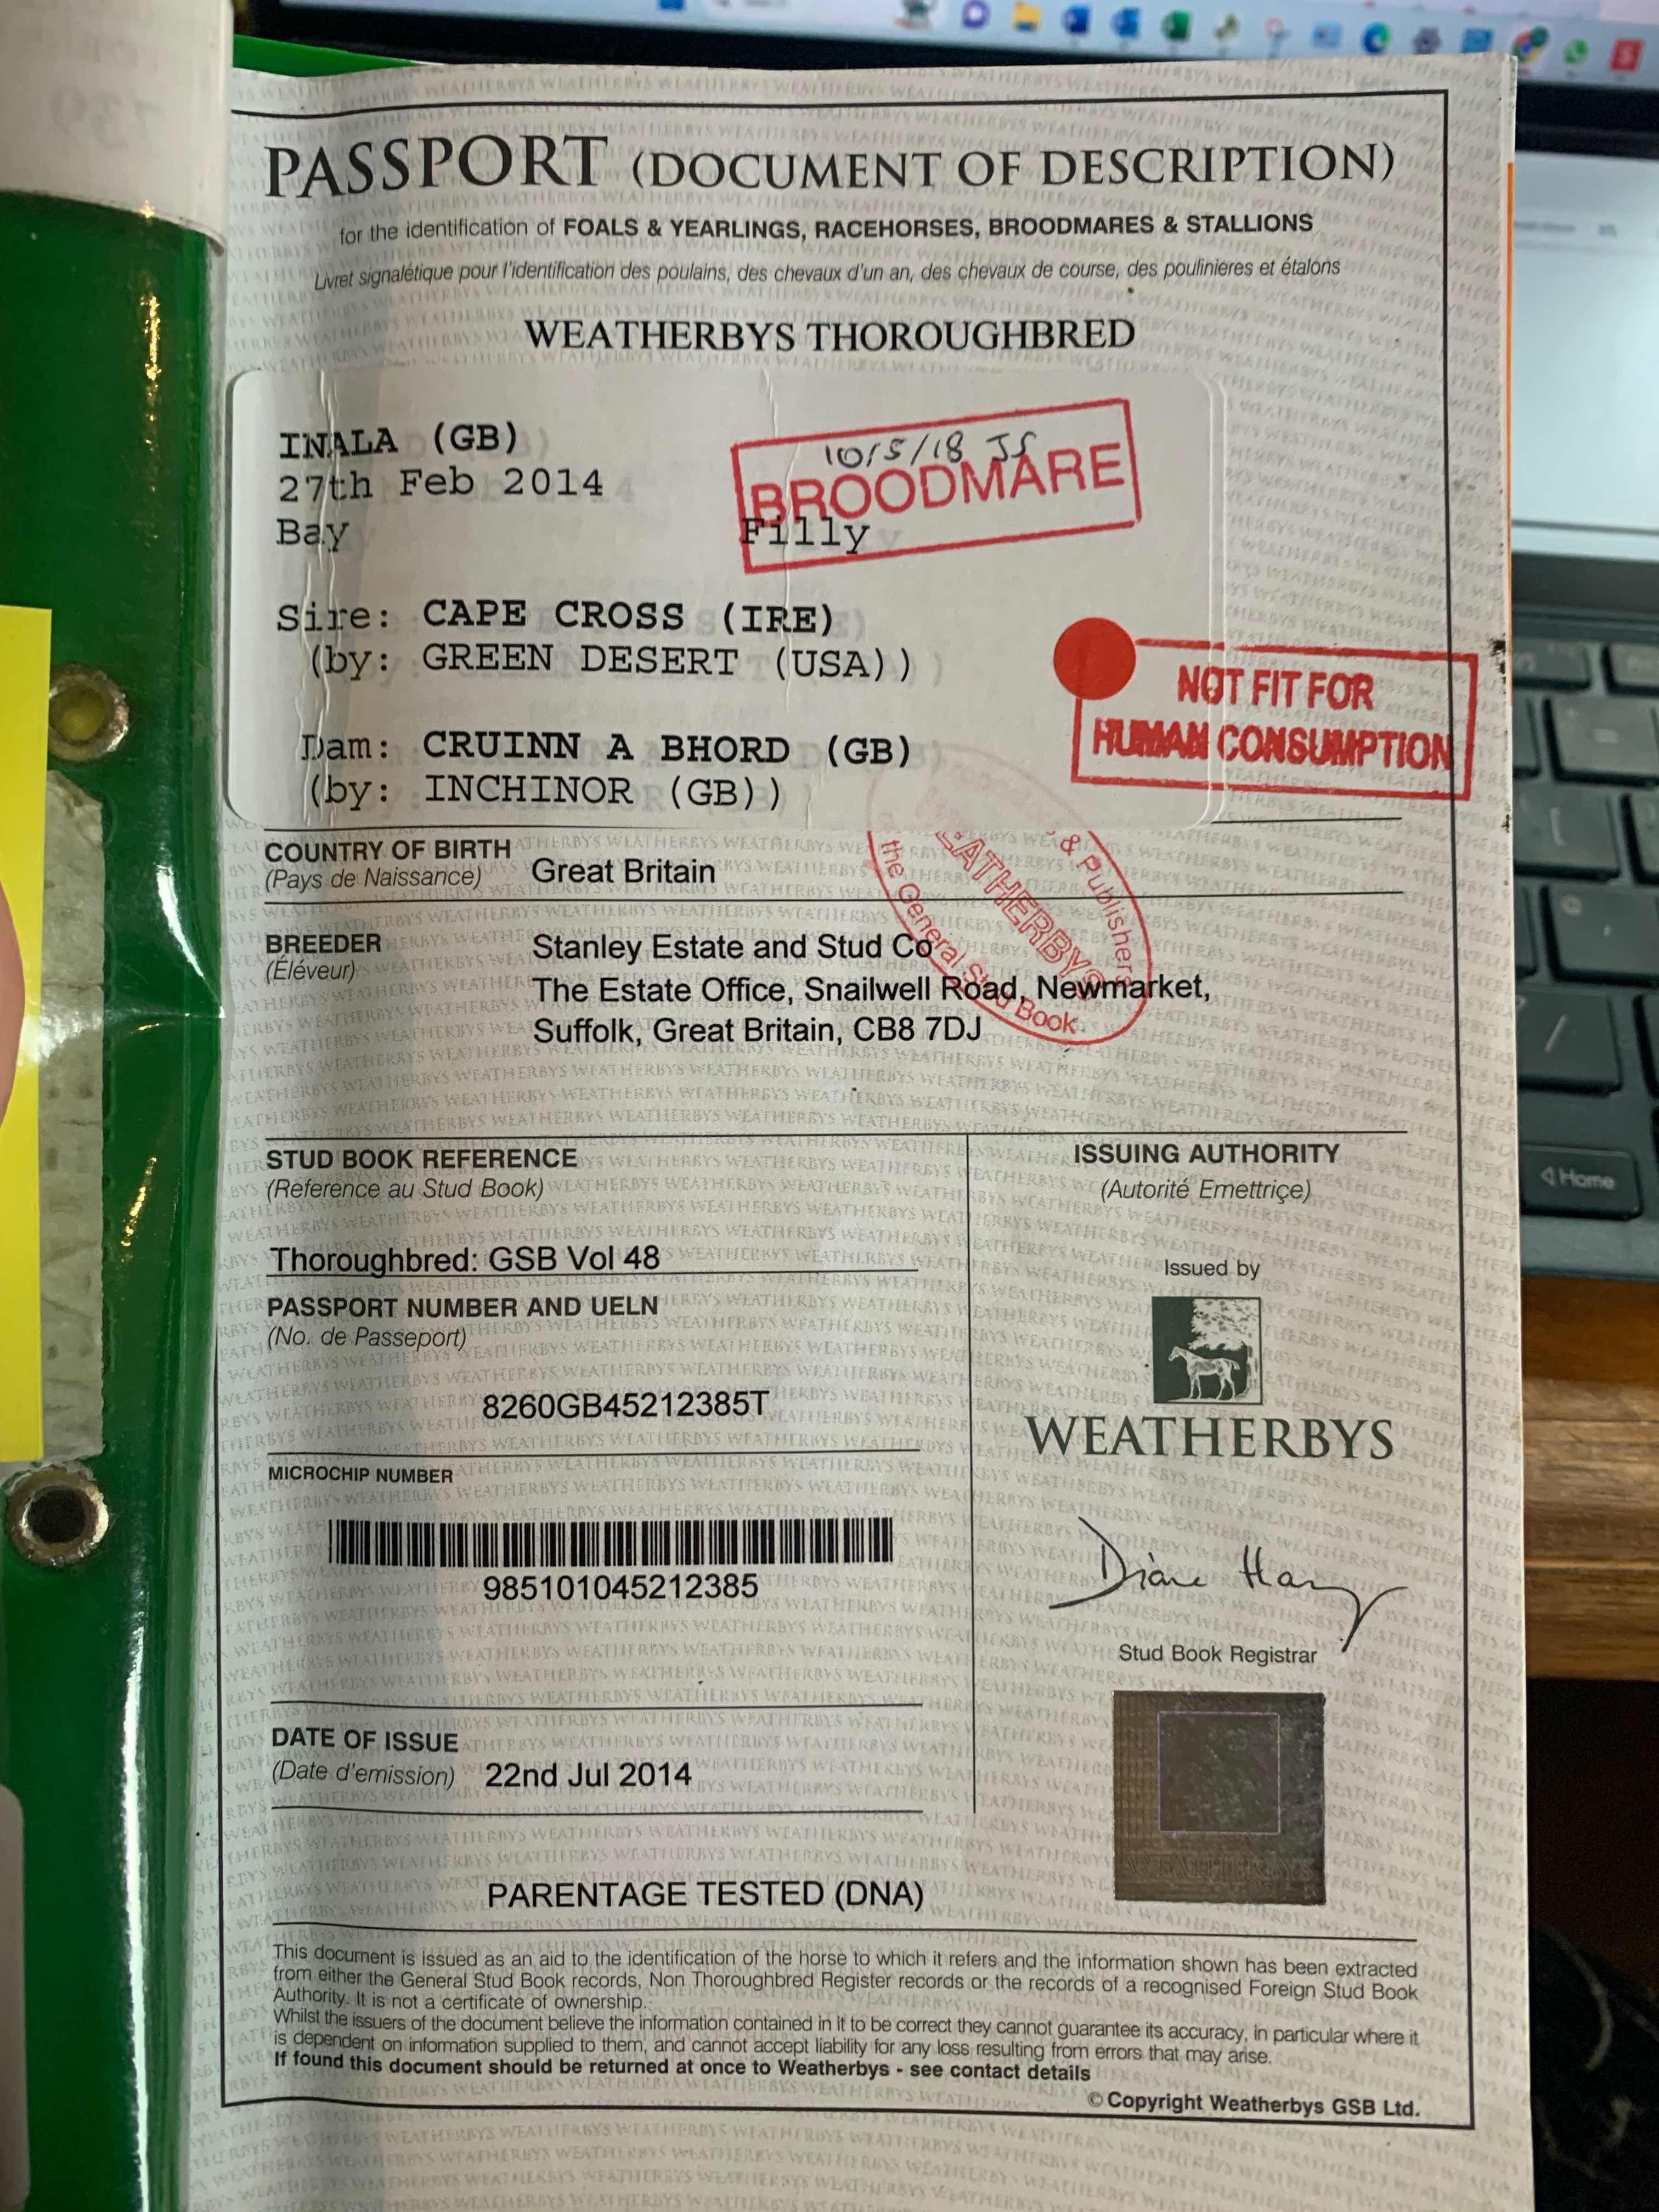 PASSPORT (DOCUMENT OF DESCRIPTION)
for the identification of FOALS & YEARLINGS, RACEHORSES, BROODMARES & STALLIONS
Livret signalétique pour l'identification des poulains, des chevaux d'un an, des chevaux de course, des poulinieres et étalons
WEATHERBYS THOROUGHBRED
INALA (GB)
27th Feb 2014
Bay
Filly
10/5/18 JS
BROODMARE
Sire: CAPE CROSS (IRE)
(by: GREEN DESERT (USA))
NOT FIT FOR
HUMAN CONSUMPTION
Dam: CRUINN A BHORD (GB)
(by: INCHINOR (GB))
& Publishers
WEATHERBYS
the General Stud Book
COUNTRY OF BIRTH
(Pays de Naissance)
Great Britain
BREEDER
(Éléveur)
Stanley Estate and Stud Co
The Estate Office, Snailwell Road, Newmarket,
Suffolk, Great Britain, CB8 7DJ
STUD BOOK REFERENCE
(Reference au Stud Book)
Thoroughbred: GSB Vol 48
PASSPORT NUMBER AND UELN
(No. de Passeport)
8260GB45212385T
MICROCHIP NUMBER
985101045212385
DATE OF ISSUE
(Date d'emission)
22nd Jul 2014
ISSUING AUTHORITY
(Autorité Emettriçe)
Issued by
WEATHERBYS
Stud Book Registrar
WEATHERBYS
PARENTAGE TESTED (DNA)
This document is issued as an aid to the identification of the horse to which it refers and the information shown has been extracted
from either the General Stud Book records, Non Thoroughbred Register records or the records of a recognised Foreign Stud Book
Authority. It is not a certificate of ownership.
Whilst the issuers of the document believe the information contained in it to be correct they cannot guarantee its accuracy, in particular where it
is dependent on information supplied to them, and cannot accept liability for any loss resulting from errors that may arise.
If found this document should be returned at once to Weatherbys - see contact details
© Copyright Weatherbys GSB Ltd.
Home